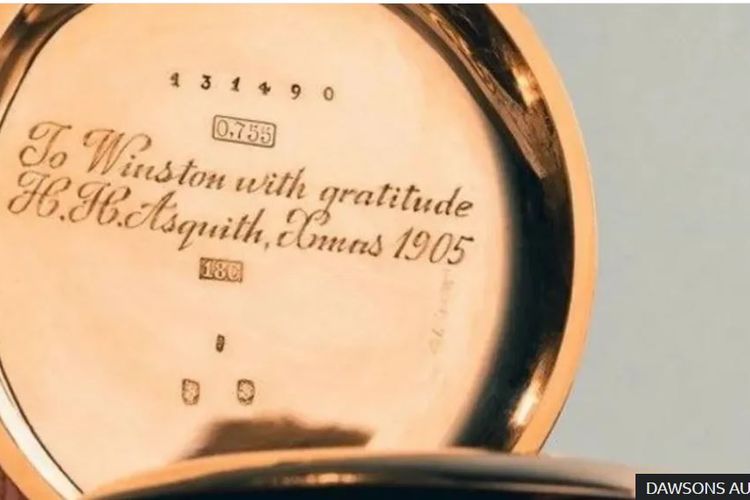 131490
0,755
To Winston with gratitude
H.H.Asquith, Xmas 1905
18C
DAWSONS AU